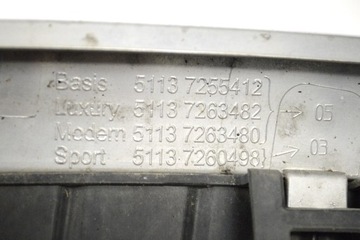 Basis 5113 7255412
Luxury 5113 7263482 → 05
Modern 5113 7263480
Sport 5113 7260498 → 03